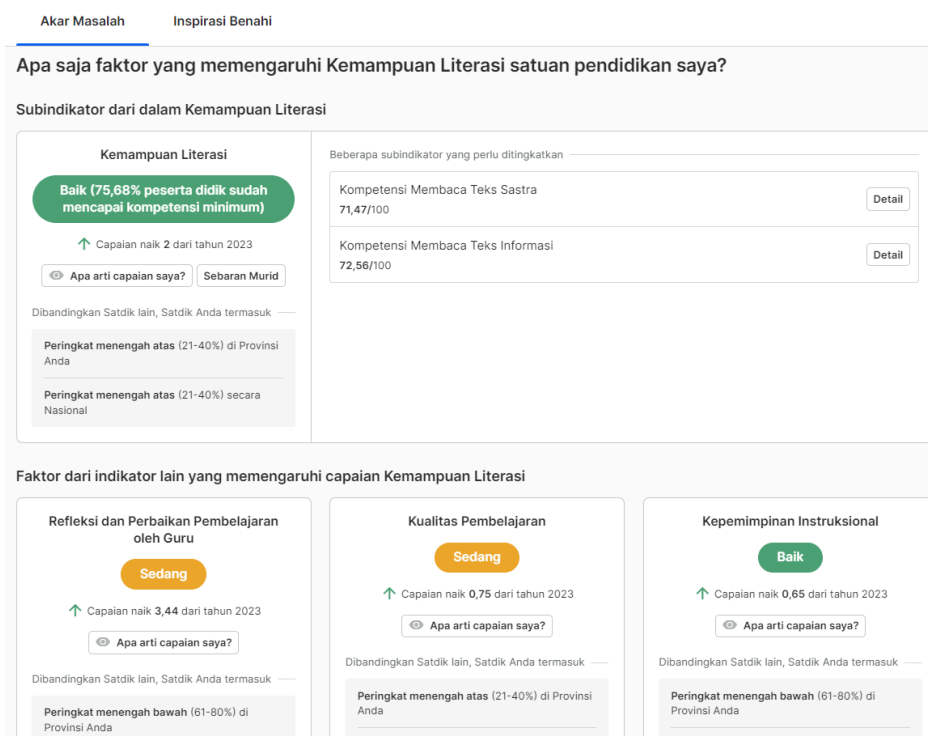 Akar Masalah
Inspirasi Benahi
Apa saja faktor yang memengaruhi Kemampuan Literasi satuan pendidikan saya?
Subindikator dari dalam Kemampuan Literasi
Kemampuan Literasi
Baik (75,68% peserta didik sudah
mencapai kompetensi minimum)
Capaian naik 2 dari tahun 2023
Apa arti capaian saya?
Sebaran Murid
Dibandingkan Satdik lain, Satdik Anda termasuk
Peringkat menengah atas (21-40%) di Provinsi
Anda
Peringkat menengah atas (21-40%) secara
Nasional
Beberapa subindikator yang perlu ditingkatkan
Kompetensi Membaca Teks Sastra
71,47/100
Detail
Kompetensi Membaca Teks Informasi
72,56/100
Detail
Faktor dari indikator lain yang memengaruhi capaian Kemampuan Literasi
Refleksi dan Perbaikan Pembelajaran
oleh Guru
Sedang
Capaian naik 3,44 dari tahun 2023
Apa arti capaian saya?
Dibandingkan Satdik lain, Satdik Anda termasuk
Peringkat menengah bawah (61-80%) di
Provinsi Anda
Kualitas Pembelajaran
Sedang
Capaian naik 0,75 dari tahun 2023
Apa arti capaian saya?
Dibandingkan Satdik lain, Satdik Anda termasuk
Peringkat menengah atas (21-40%) di Provinsi
Anda
Kepemimpinan Instruksional
Baik
Capaian naik 0,65 dari tahun 2023
Apa arti capaian saya?
Dibandingkan Satdik lain, Satdik Anda termasuk
Peringkat menengah bawah (61-80%) di
Provinsi Anda